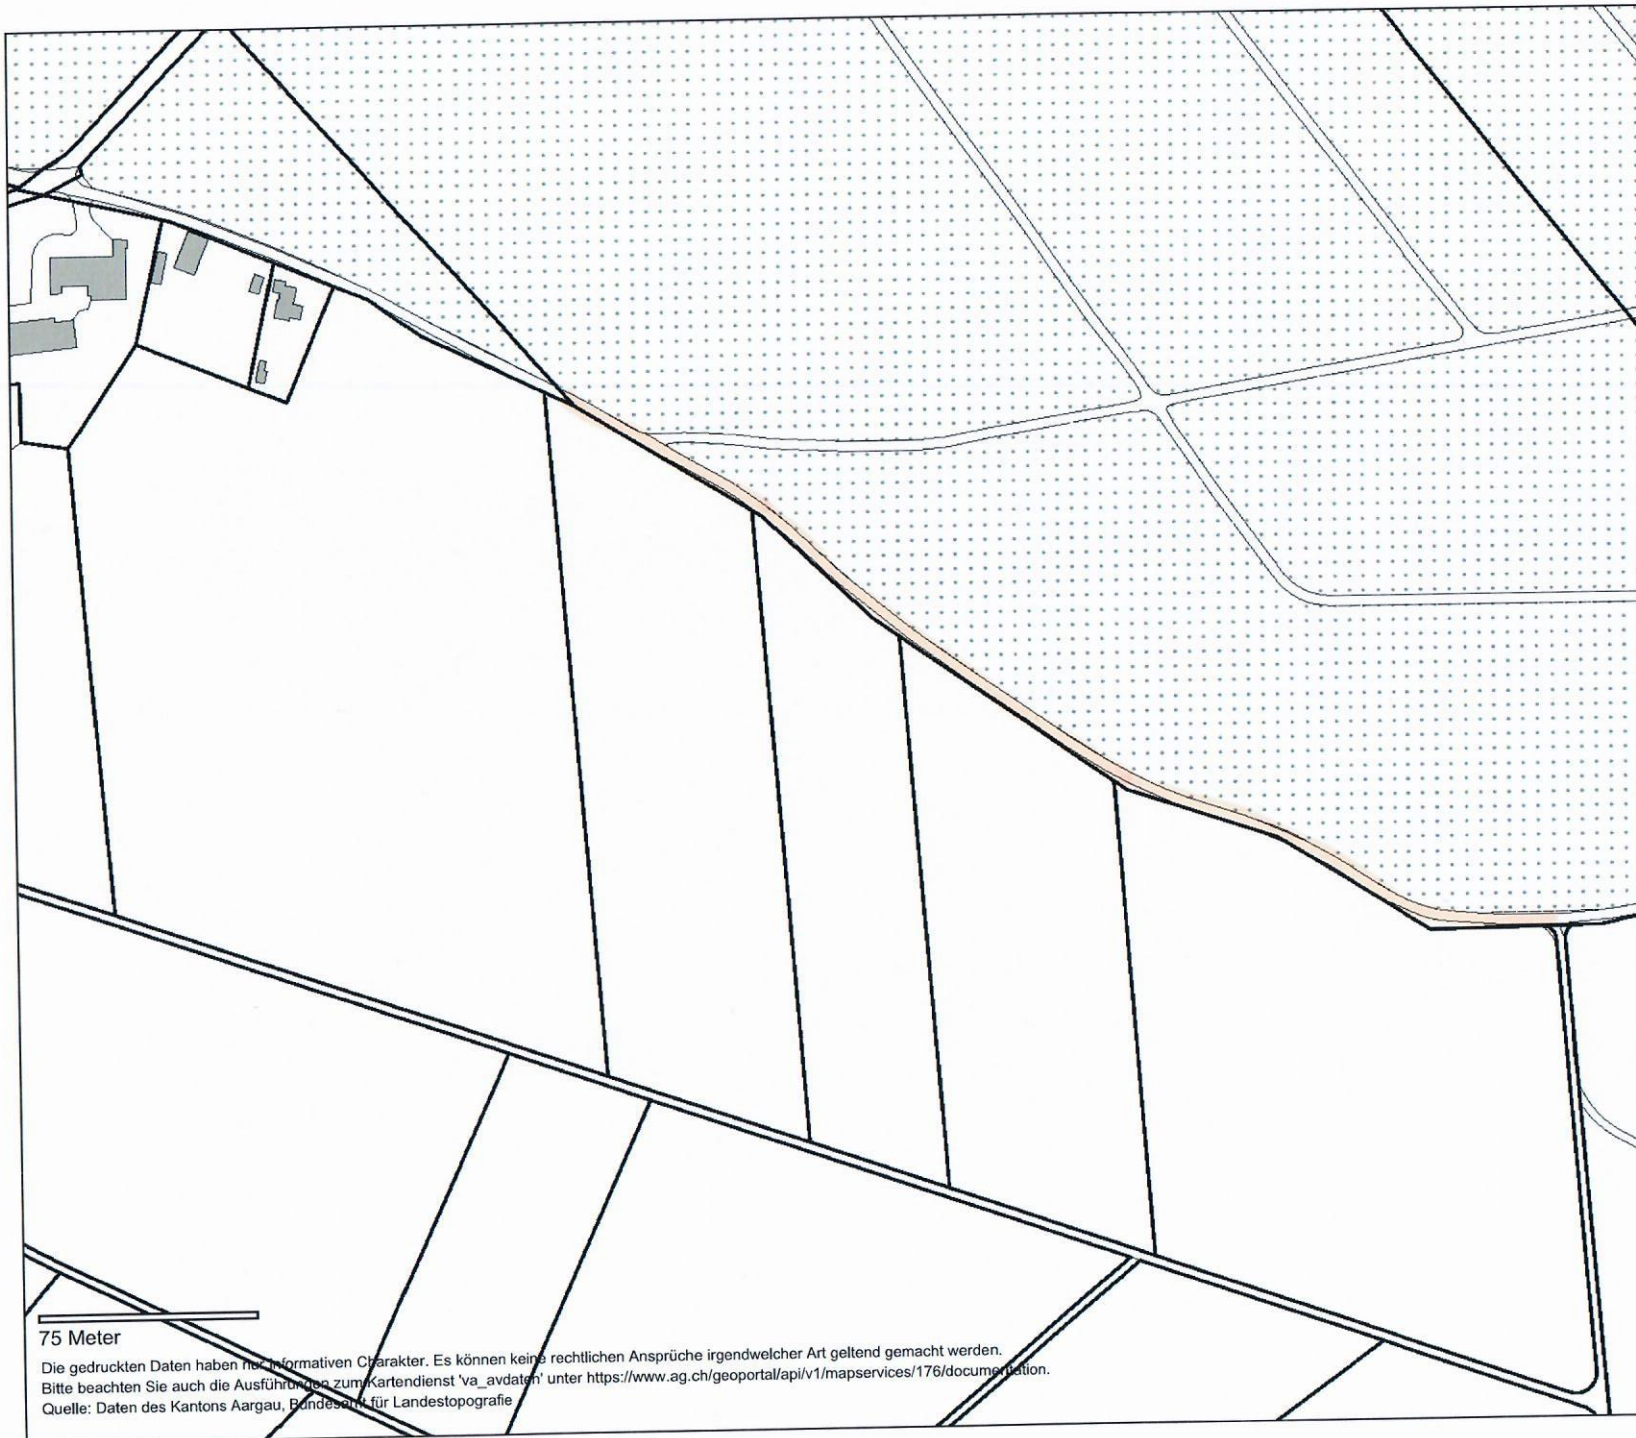 75 Meter
Die gedruckten Daten haben nur informativen Charakter. Es können keine rechtlichen Ansprüche irgendwelcher Art geltend gemacht werden.
Bitte beachten Sie auch die Ausführungen zum Kartendienst 'va_avdaten' unter https://www.ag.ch/geoportal/api/v1/mapservices/176/documentation.
Quelle: Daten des Kantons Aargau, Bundesamt für Landestopografie